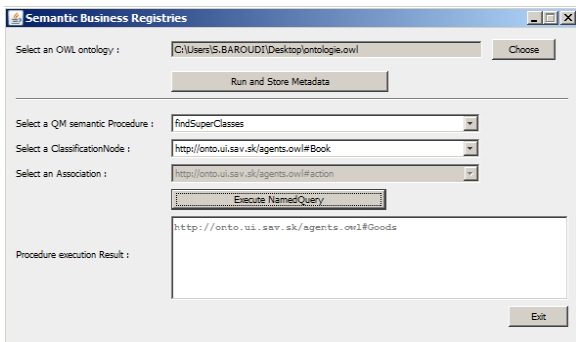 Semantic Business Registries
Select an OWL ontology : C:\Users\S.BAROUDI\Desktop\ontologie.owl Choose
Run and Store Metadata
Select a QM semantic Procedure : findSuperClasses
Select a ClassificationNode : http://onto.ui.sav.sk/agents.owl#Book
Select an Association : http://onto.ui.sav.sk/agents.owl#action
Execute NamedQuery
http://onto.ui.sav.sk/agents.owl#Goods
Procedure execution Result :
Exit